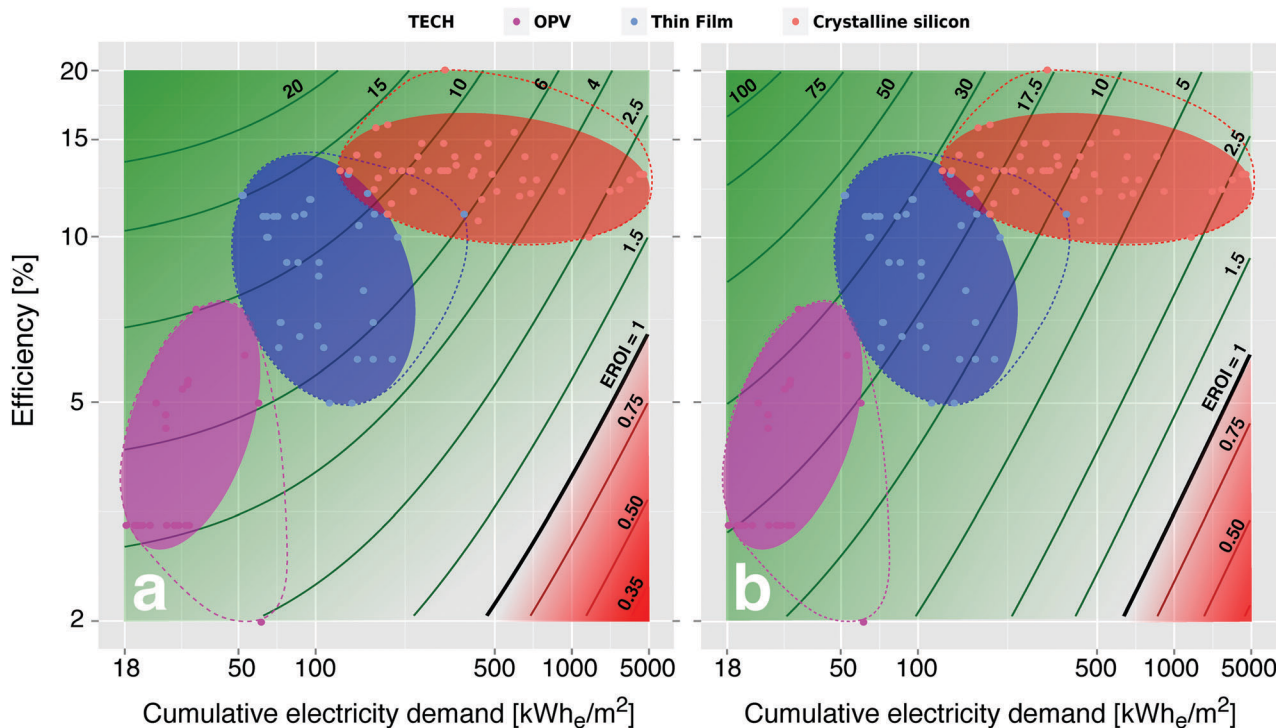 TECH OPV Thin Film Crystalline silicon
Efficiency [%]
20
15
10
5
2
20
15
10
6
4
2.5
1.5
EROI = 1
0.75
0.50
0.35
a
18 50 100 500 1000 5000
Cumulative electricity demand [kWhₑ/m²]
100
75
50
30
17.5
10
5
2.5
1.5
EROI = 1
0.75
0.50
b
18 50 100 500 1000 5000
Cumulative electricity demand [kWhₑ/m²]